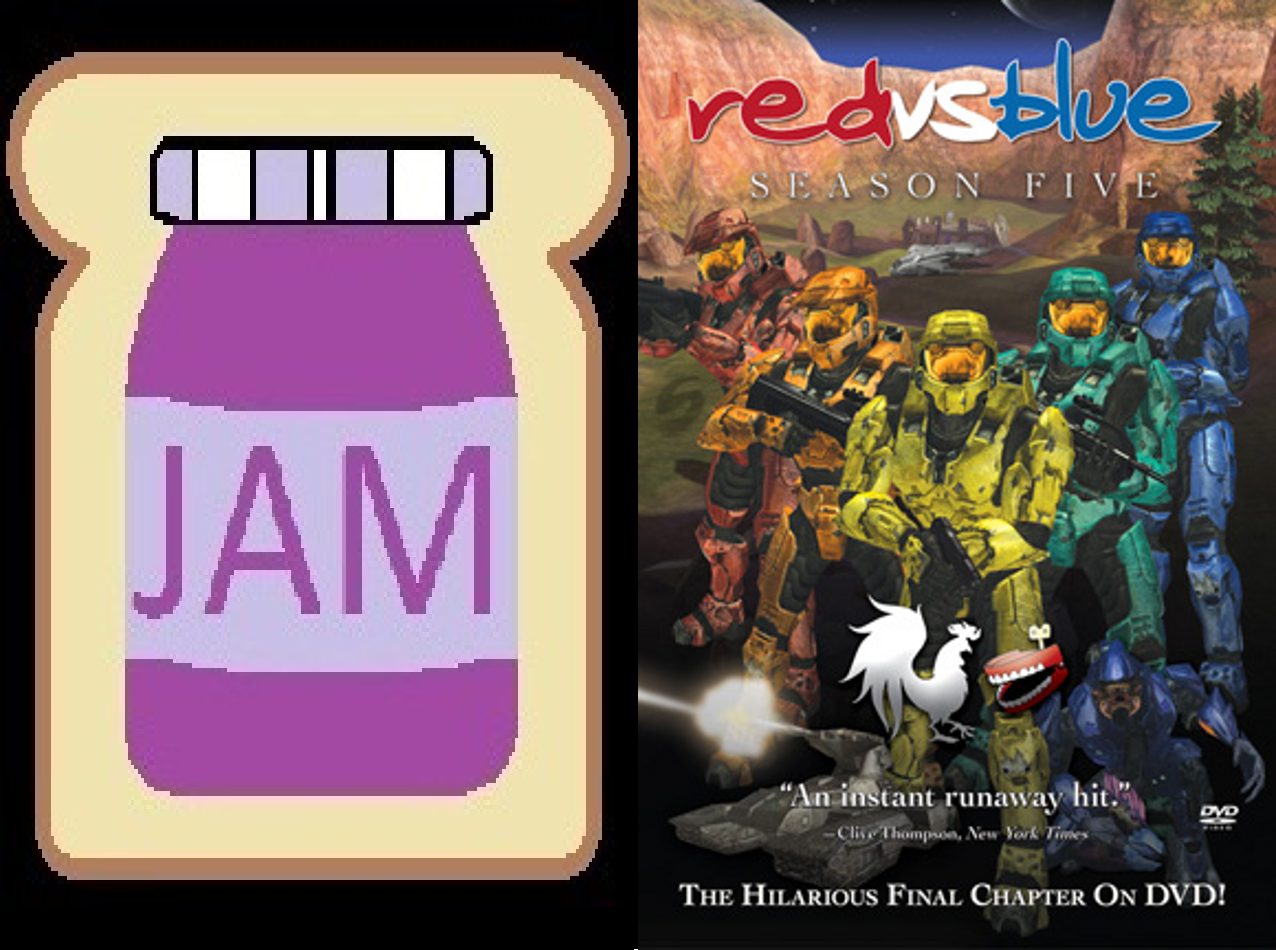 JAM
redvsblue
SEASON FIVE
“An instant runaway hit.”
–Clive Thompson, New York Times
DVD
VIDEO
THE HILARIOUS FINAL CHAPTER ON DVD!